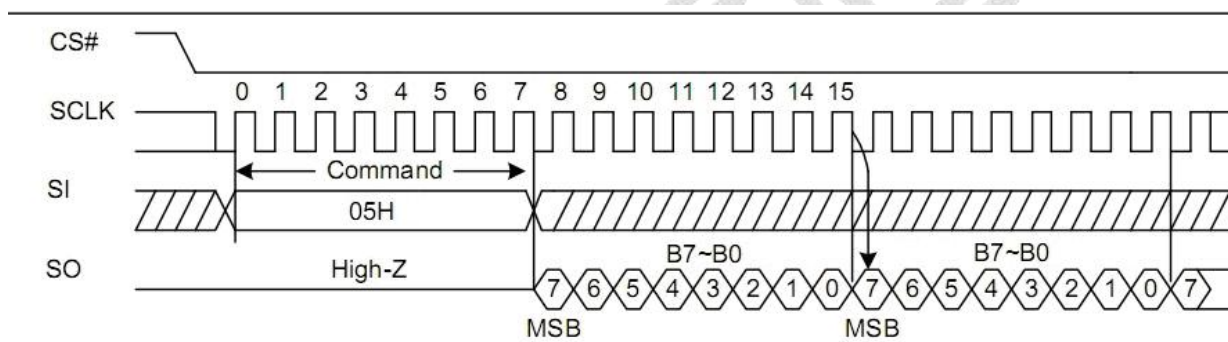 CS#
0 1 2 3 4 5 6 7 8 9 10 11 12 13 14 15
SCLK
Command
SI
05H
B7~B0 B7~B0
SO
High-Z
7 6 5 4 3 2 1 0 7 6 5 4 3 2 1 0 7
MSB MSB